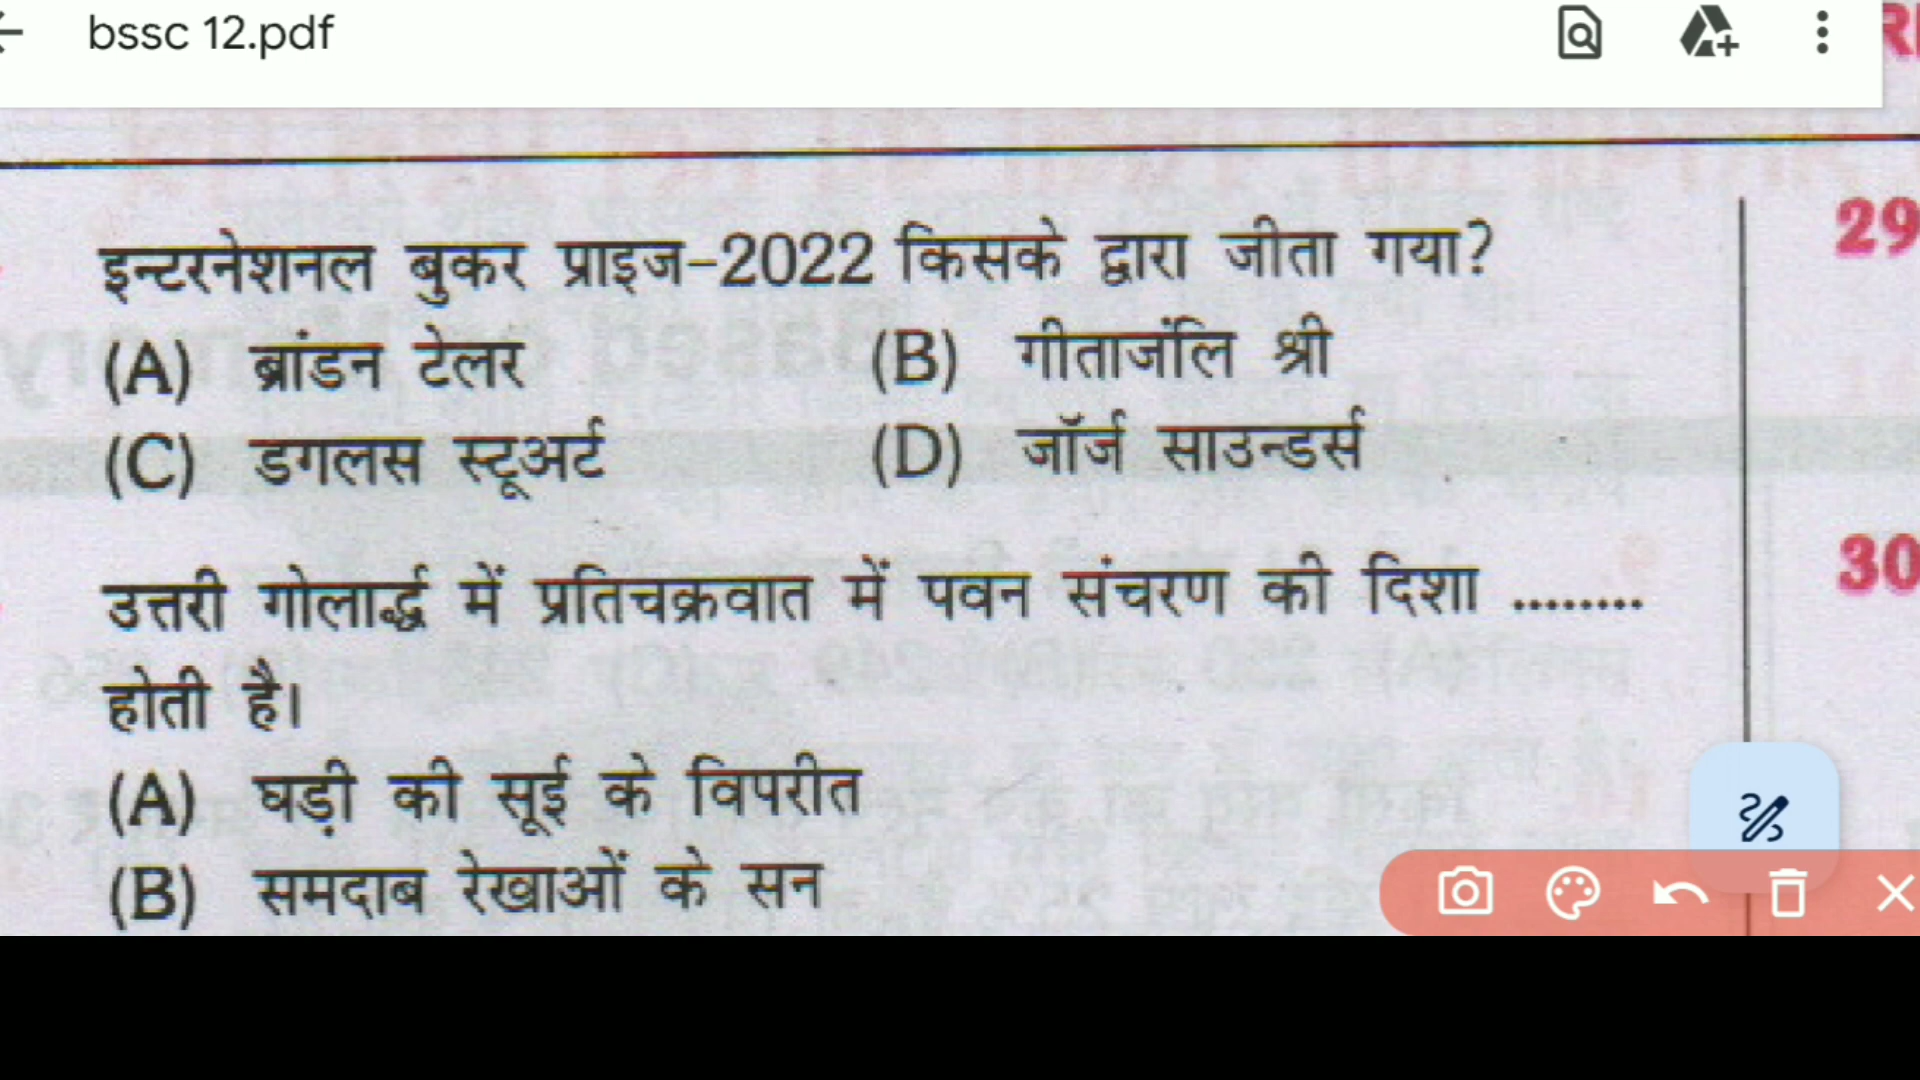 bssc 12.pdf
इन्टरनेशनल बुकर प्राइज-2022 किसके द्वारा जीता गया?
(A) ब्रांडन टेलर (B) गीताजंलि श्री
(C) डगलस स्टूअर्ट (D) जॉर्ज साउन्डर्स
29
उत्तरी गोलार्द्ध में प्रतिचक्रवात में पवन संचरण की दिशा ........
होती है।
30
(A) घड़ी की सूई के विपरीत
(B) समदाब रेखाओं के सन